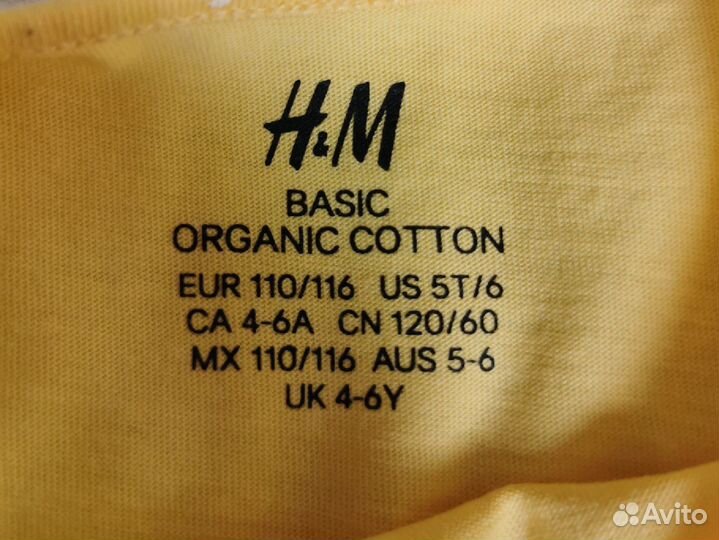 H&M
BASIC
ORGANIC COTTON
EUR 110/116 US 5T/6
CA 4-6A CN 120/60
MX 110/116 AUS 5-6
UK 4-6Y
Avito